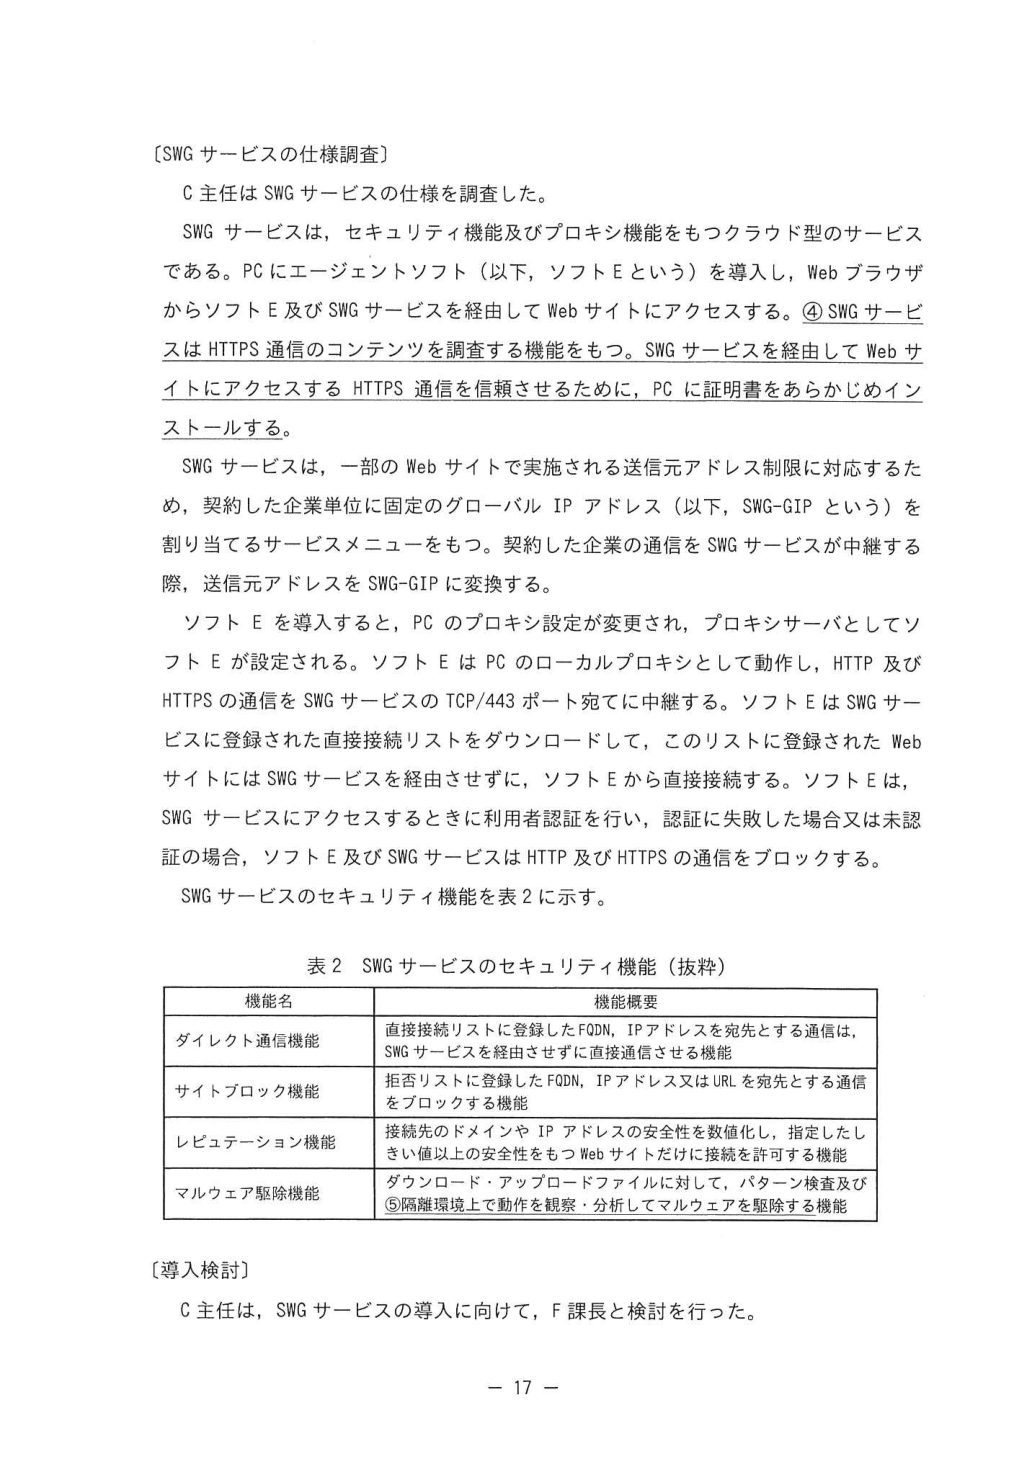 〔SWG サービスの仕様調査〕
C 主任は SWG サービスの仕様を調査した。
SWG サービスは，セキュリティ機能及びプロキシ機能をもつクラウド型のサービス
である。PC にエージェントソフト（以下，ソフト E という）を導入し，Web ブラウザ
からソフト E 及び SWG サービスを経由して Web サイトにアクセスする。④ SWG サービ
スは HTTPS 通信のコンテンツを調査する機能をもつ。SWG サービスを経由して Web サ
イトにアクセスする HTTPS 通信を信頼させるために，PC に証明書をあらかじめイン
ストールする。
SWG サービスは，一部の Web サイトで実施される送信元アドレス制限に対応するた
め，契約した企業単位に固定のグローバル IP アドレス（以下，SWG-GIP という）を
割り当てるサービスメニューをもつ。契約した企業の通信を SWG サービスが中継する
際，送信元アドレスを SWG-GIP に変換する。
ソフト E を導入すると，PC のプロキシ設定が変更され，プロキシサーバとしてソ
フト E が設定される。ソフト E は PC のローカルプロキシとして動作し，HTTP 及び
HTTPS の通信を SWG サービスの TCP/443 ポート宛てに中継する。ソフト E は SWG サー
ビスに登録された直接接続リストをダウンロードして，このリストに登録された Web
サイトには SWG サービスを経由させずに，ソフト E から直接接続する。ソフト E は，
SWG サービスにアクセスするときに利用者認証を行い，認証に失敗した場合又は未認
証の場合，ソフト E 及び SWG サービスは HTTP 及び HTTPS の通信をブロックする。
SWG サービスのセキュリティ機能を表 2 に示す。
表 2 SWG サービスのセキュリティ機能（抜粋）
機能名 機能概要
ダイレクト通信機能 直接接続リストに登録した FQDN，IP アドレスを宛先とする通信は，
SWG サービスを経由させずに直接通信させる機能
サイトブロック機能 拒否リストに登録した FQDN，IP アドレス又は URL を宛先とする通信
をブロックする機能
レピュテーション機能 接続先のドメインや IP アドレスの安全性を数値化し，指定したし
きい値以上の安全性をもつ Web サイトだけに接続を許可する機能
マルウェア駆除機能 ダウンロード・アップロードファイルに対して，パターン検査及び
⑤隔離環境上で動作を観察・分析してマルウェアを駆除する機能
〔導入検討〕
C 主任は，SWG サービスの導入に向けて，F 課長と検討を行った。
－ 17 －